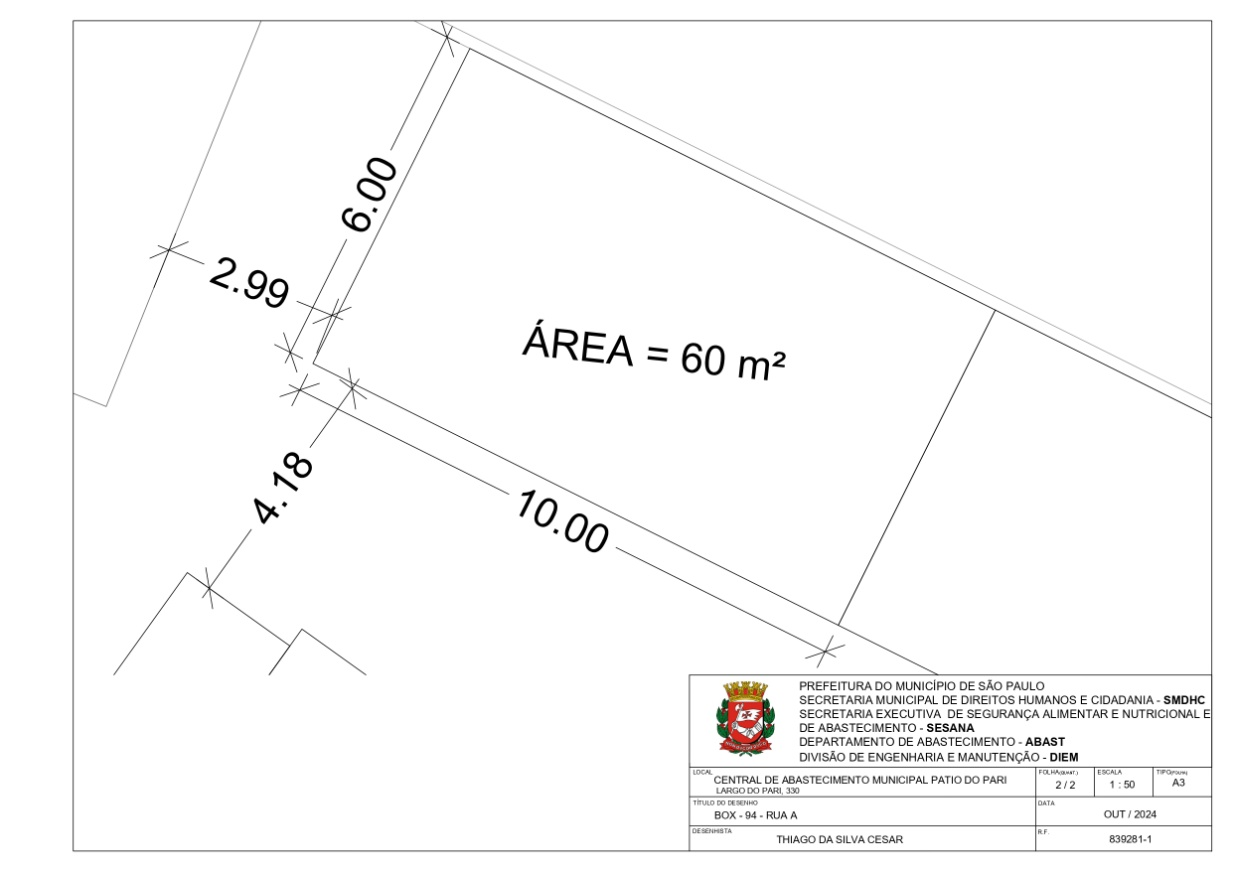 6.00
2.99
ÁREA = 60 m²
4.18
10.00
PREFEITURA DO MUNICÍPIO DE SÃO PAULO
SECRETARIA MUNICIPAL DE DIREITOS HUMANOS E CIDADANIA - SMDHC
SECRETARIA EXECUTIVA DE SEGURANÇA ALIMENTAR E NUTRICIONAL E
DE ABASTECIMENTO - SESANA
DEPARTAMENTO DE ABASTECIMENTO - ABAST
DIVISÃO DE ENGENHARIA E MANUTENÇÃO - DIEM
LOCAL
CENTRAL DE ABASTECIMENTO MUNICIPAL PATIO DO PARI
LARGO DO PARI, 330
FOLHA(QUANT.)
2 / 2
ESCALA
1 : 50
TIPO(FOLHA)
A3
TÍTULO DO DESENHO
BOX - 94 - RUA A
DATA
OUT / 2024
DESENHISTA
THIAGO DA SILVA CESAR
R.F.
839281-1